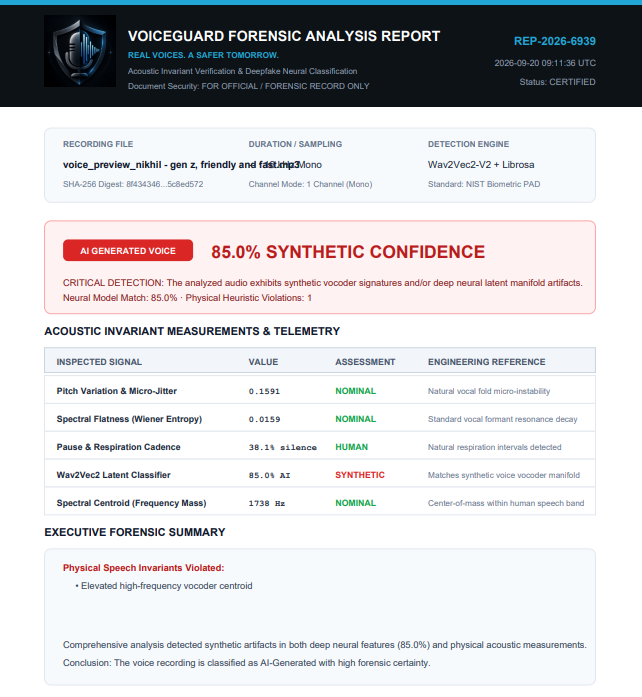 VOICEGUARD FORENSIC ANALYSIS REPORT
REAL VOICES. A SAFER TOMORROW.
Acoustic Invariant Verification & Deepfake Neural Classification
Document Security: FOR OFFICIAL / FORENSIC RECORD ONLY
REP-2026-6939
2026-09-20 09:11:36 UTC
Status: CERTIFIED
RECORDING FILE DURATION / SAMPLING DETECTION ENGINE
voice_preview_nikhil - gen z, friendly and fast.mp3 Mono Wav2Vec2-V2 + Librosa
SHA-256 Digest: 8f434346...5c8ed572 Channel Mode: 1 Channel (Mono) Standard: NIST Biometric PAD
AI GENERATED VOICE 85.0% SYNTHETIC CONFIDENCE
CRITICAL DETECTION: The analyzed audio exhibits synthetic vocoder signatures and/or deep neural latent manifold artifacts.
Neural Model Match: 85.0% · Physical Heuristic Violations: 1
ACOUSTIC INVARIANT MEASUREMENTS & TELEMETRY
INSPECTED SIGNAL VALUE ASSESSMENT ENGINEERING REFERENCE
Pitch Variation & Micro-Jitter 0.1591 NOMINAL Natural vocal fold micro-instability
Spectral Flatness (Wiener Entropy) 0.0159 NOMINAL Standard vocal formant resonance decay
Pause & Respiration Cadence 38.1% silence HUMAN Natural respiration intervals detected
Wav2Vec2 Latent Classifier 85.0% AI SYNTHETIC Matches synthetic voice vocoder manifold
Spectral Centroid (Frequency Mass) 1738 Hz NOMINAL Center-of-mass within human speech band
EXECUTIVE FORENSIC SUMMARY
Physical Speech Invariants Violated:
• Elevated high-frequency vocoder centroid
Comprehensive analysis detected synthetic artifacts in both deep neural features (85.0%) and physical acoustic measurements.
Conclusion: The voice recording is classified as AI-Generated with high forensic certainty.